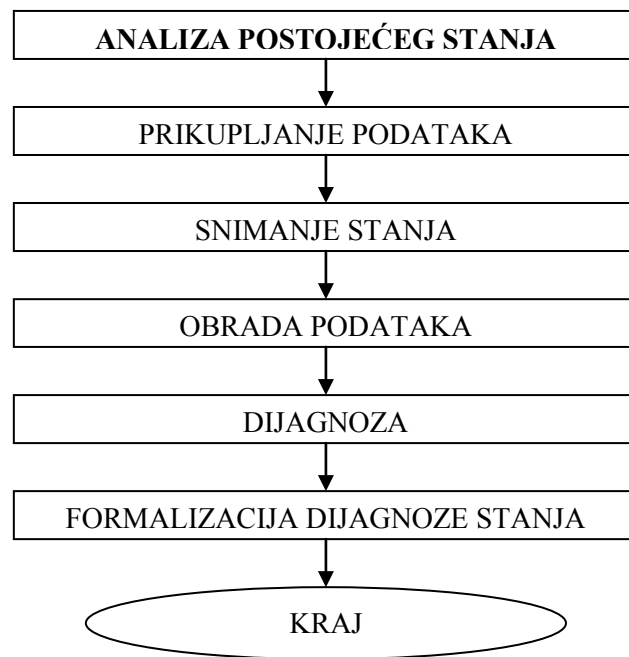 ANALIZA POSTOJEĆEG STANJA
PRIKUPLJANJE PODATAKA
SNIMANJE STANJA
OBRADA PODATAKA
DIJAGNOZA
FORMALIZACIJA DIJAGNOZE STANJA
KRAJ